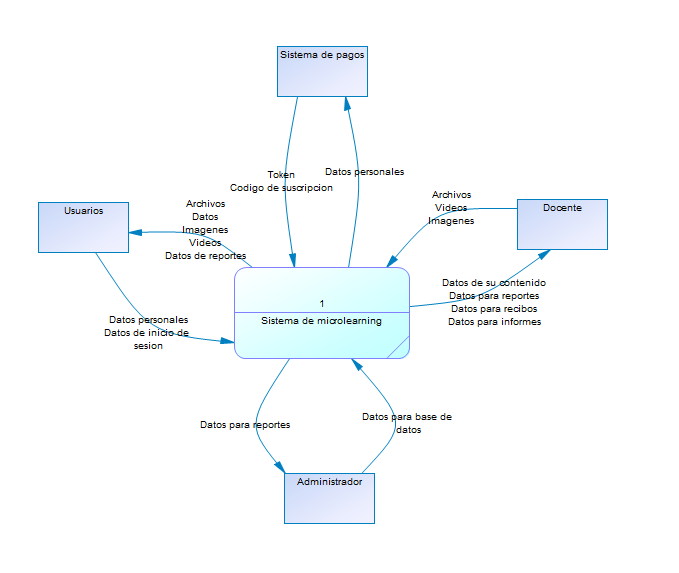 Sistema de pagos
Token
Codigo de suscripcion
Datos personales
Archivos
Videos
Imagenes
Docente
Usuarios
Archivos
Datos
Imagenes
Videos
Datos de reportes
Datos de su contenido
Datos para reportes
Datos para recibos
Datos para informes
1
Sistema de microlearning
Datos personales
Datos de inicio de
sesion
Datos para reportes
Datos para base de
datos
Administrador